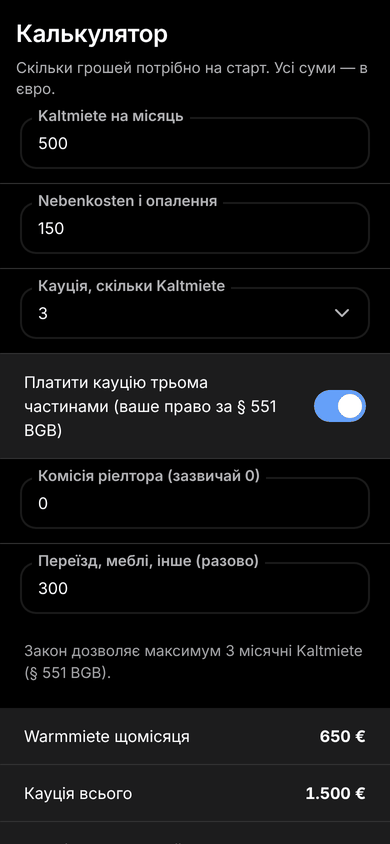 Калькулятор
Скільки грошей потрібно на старт. Усі суми — в
євро.
Kaltmiete на місяць
500
Nebenkosten і опалення
150
Кауція, скільки Kaltmiete
3
Платити кауцію трьома
частинами (ваше право за § 551
BGB)
Комісія ріелтора (зазвичай 0)
0
Переїзд, меблі, інше (разово)
300
Закон дозволяє максимум 3 місячні Kaltmiete
(§ 551 BGB).
Warmmiete щомісяця 650 €
Кауція всього 1.500 €